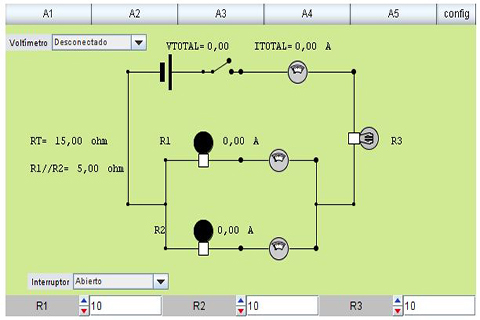 A1 A2 A3 A4 A5 config
Voltímetro Desconectado
VTOTAL= 0,00 ITOTAL= 0,00 A
RT= 15,00 ohm R1 0,00 A R3
R1//R2= 5,00 ohm
R2 0,00 A
Interruptor Abierto
R1 10 R2 10 R3 10